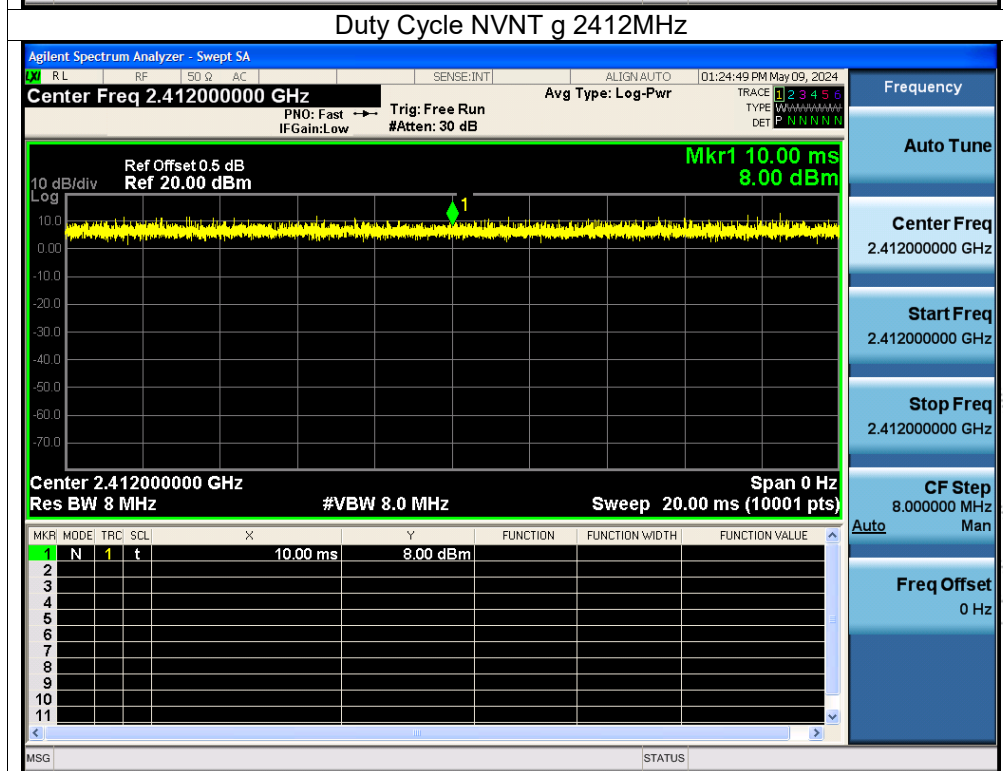 Duty Cycle NVNT g 2412MHz
Agilent Spectrum Analyzer - Swept SA
LXI RL RF 50 Ω AC SENSE:INT ALIGNAUTO 01:24:49 PM May 09, 2024
Center Freq 2.412000000 GHz
PNO: Fast
IFGain:Low
Trig: Free Run
#Atten: 30 dB
Avg Type: Log-Pwr
TRACE 1 2 3 4 5 6
TYPE
DET P N N N N N
Frequency
Auto Tune
Center Freq
2.412000000 GHz
Start Freq
2.412000000 GHz
Stop Freq
2.412000000 GHz
CF Step
8.000000 MHz
Auto Man
Freq Offset
0 Hz
Mkr1 10.00 ms
8.00 dBm
Ref Offset 0.5 dB
10 dB/div Ref 20.00 dBm
Log
1
10.0
0.00
-10.0
-20.0
-30.0
-40.0
-50.0
-60.0
-70.0
Center 2.412000000 GHz Span 0 Hz
Res BW 8 MHz #VBW 8.0 MHz Sweep 20.00 ms (10001 pts)
MKR MODE TRC SCL X Y FUNCTION FUNCTION WIDTH FUNCTION VALUE
1 N 1 t 10.00 ms 8.00 dBm
2
3
4
5
6
7
8
9
10
11
MSG STATUS